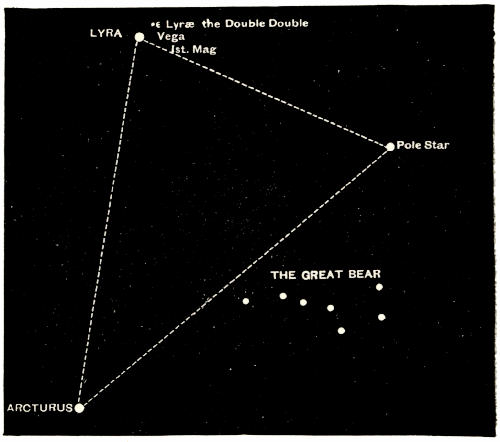 •ε Lyræ the Double Double
LYRA
Vega
1st. Mag
Pole Star
THE GREAT BEAR
ARCTURUS